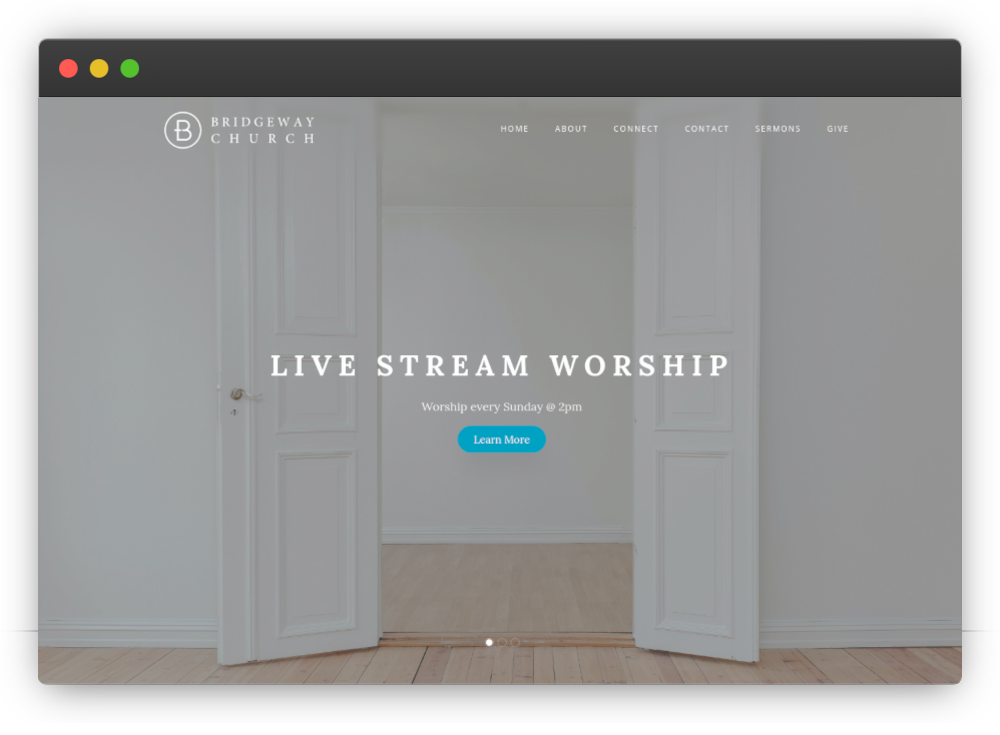 BRIDGEWAY
CHURCH
HOME ABOUT CONNECT CONTACT SERMONS GIVE
LIVE STREAM WORSHIP
Worship every Sunday @ 2pm
Learn More